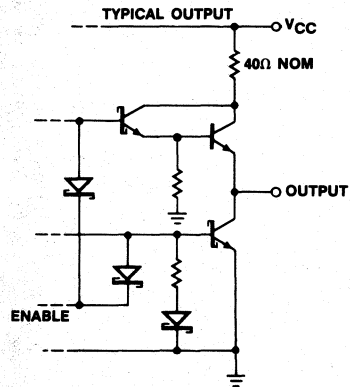 TYPICAL OUTPUT
VCC
40Ω NOM
OUTPUT
ENABLE